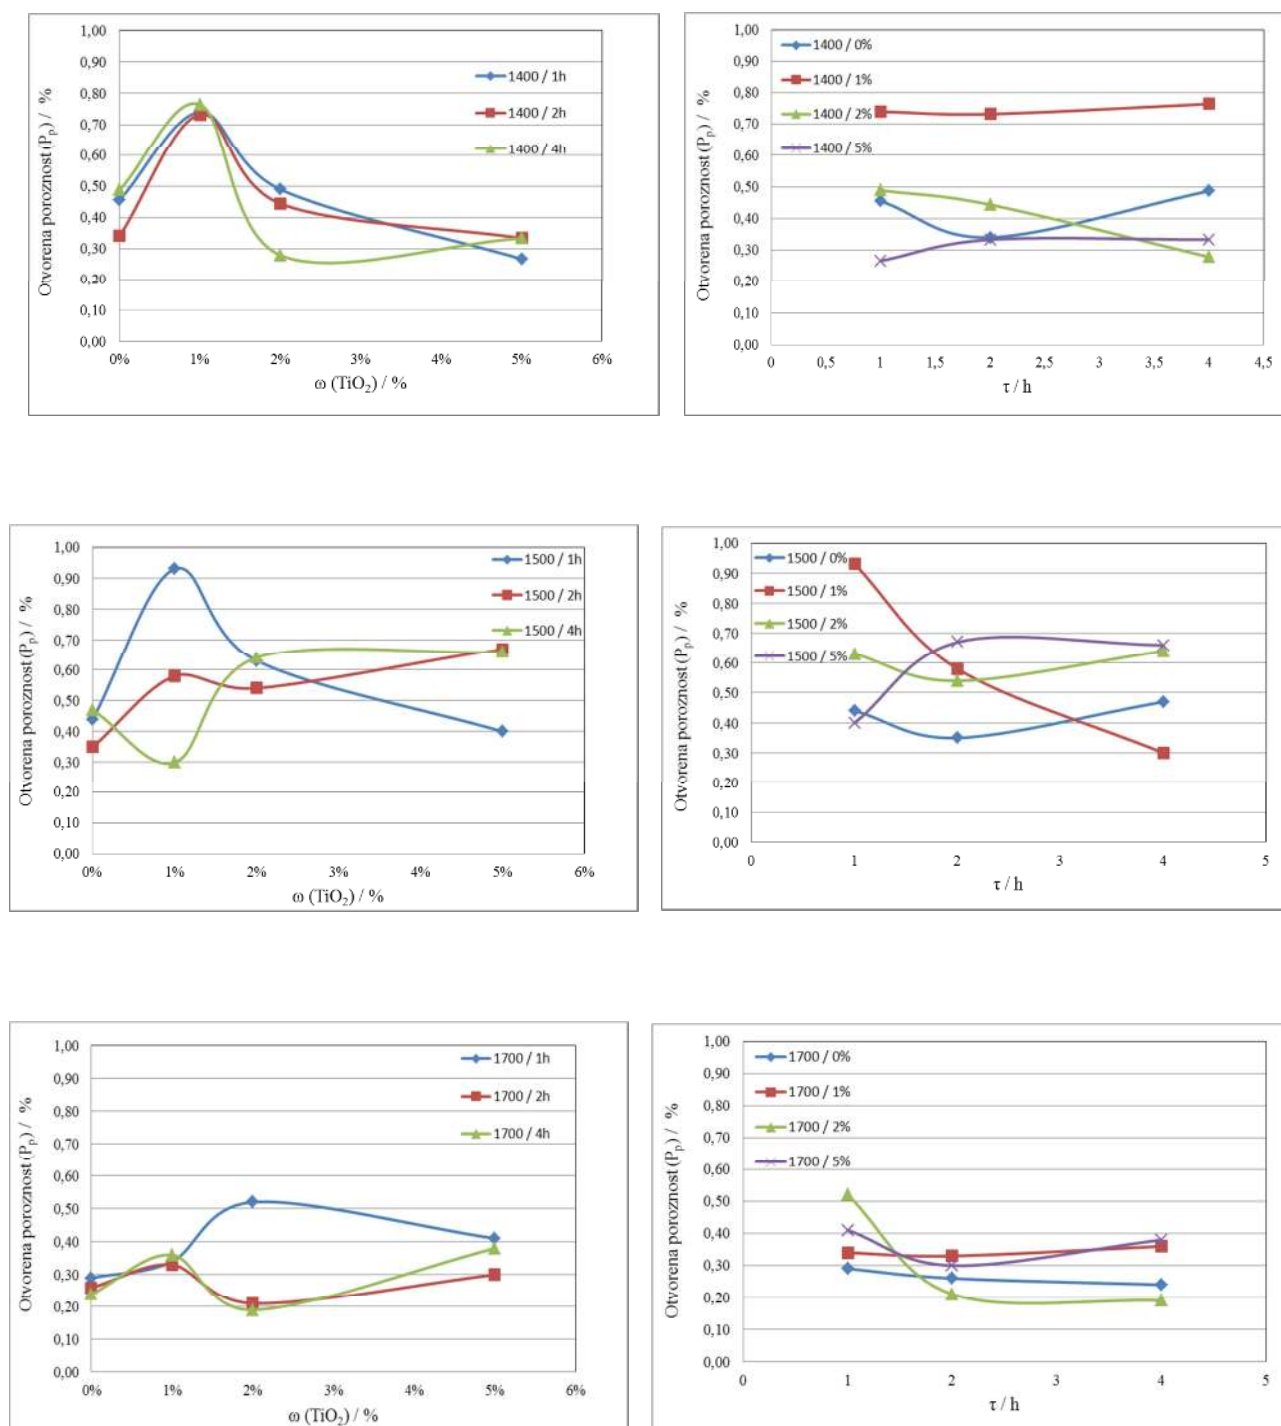 1,00
0,90
0,80
0,70
0,60
0,50
0,40
0,30
0,20
0,10
0,00
Otvorena poroznost (Pp) / %
1400 / 1h
1400 / 2h
1400 / 4h
0% 1% 2% 3% 4% 5% 6%
ω (TiO2) / %
1,00
0,90
0,80
0,70
0,60
0,50
0,40
0,30
0,20
0,10
0,00
Otvorena poroznost (Pp) / %
1400 / 0%
1400 / 1%
1400 / 2%
1400 / 5%
0 0,5 1 1,5 2 2,5 3 3,5 4 4,5
τ / h
1,00
0,90
0,80
0,70
0,60
0,50
0,40
0,30
0,20
0,10
0,00
Otvorena poroznost (Pp) / %
1500 / 1h
1500 / 2h
1500 / 4h
0% 1% 2% 3% 4% 5% 6%
ω (TiO2) / %
1,00
0,90
0,80
0,70
0,60
0,50
0,40
0,30
0,20
0,10
0,00
Otvorena poroznost (Pp) / %
1500 / 0%
1500 / 1%
1500 / 2%
1500 / 5%
0 1 2 3 4 5
τ / h
1,00
0,90
0,80
0,70
0,60
0,50
0,40
0,30
0,20
0,10
0,00
Otvorena poroznost (Pp) / %
1700 / 1h
1700 / 2h
1700 / 4h
0% 1% 2% 3% 4% 5% 6%
ω (TiO2) / %
1,00
0,90
0,80
0,70
0,60
0,50
0,40
0,30
0,20
0,10
0,00
Otvorena poroznost (Pp) / %
1700 / 0%
1700 / 1%
1700 / 2%
1700 / 5%
0 1 2 3 4 5
τ / h